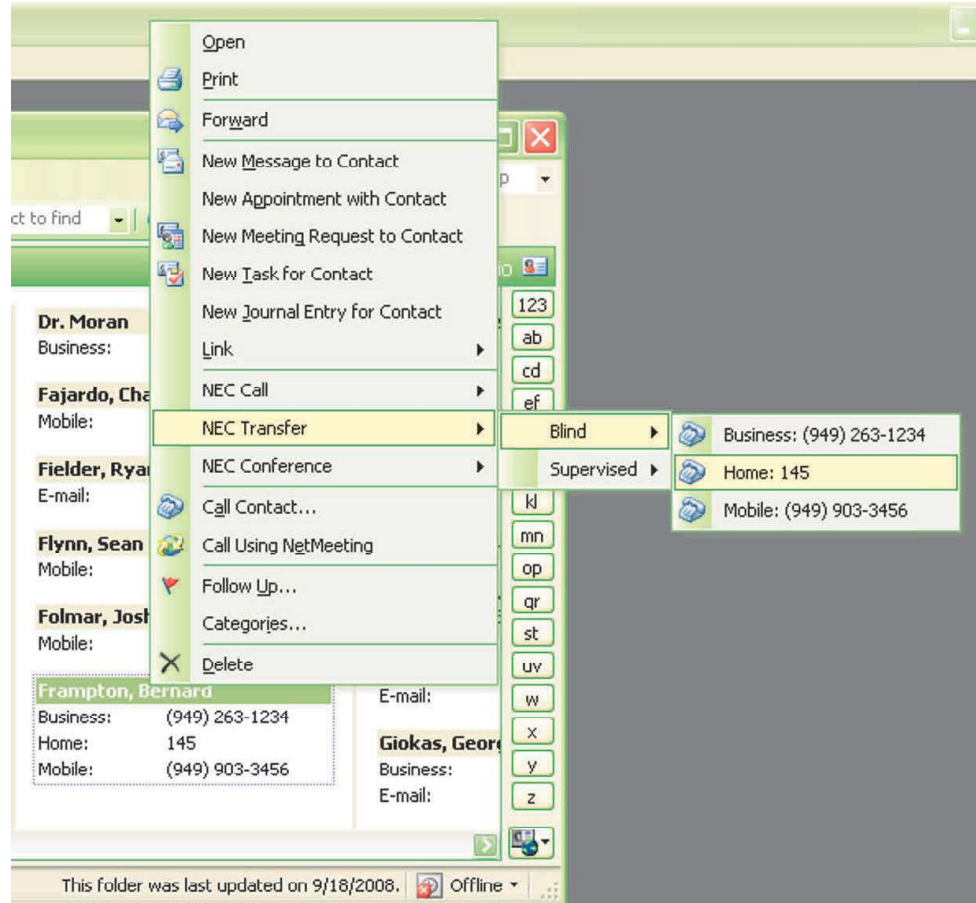 Open
Print
Forward
New Message to Contact
New Appointment with Contact
New Meeting Request to Contact
New Task for Contact
New Journal Entry for Contact
Link
NEC Call
NEC Transfer
NEC Conference
Call Contact...
Call Using NetMeeting
Follow Up...
Categories...
Delete
Blind
Supervised
Business: (949) 263-1234
Home: 145
Mobile: (949) 903-3456
ct to find
p
io
Dr. Moran
Business:
Fajardo, Cha
Mobile:
Fielder, Ryan
E-mail:
Flynn, Sean
Mobile:
Folmar, Josh
Mobile:
Frampton, Bernard
Business: (949) 263-1234
Home: 145
Mobile: (949) 903-3456
E-mail:
Giokas, Georg
Business:
E-mail:
123
ab
cd
ef
kl
mn
op
qr
st
uv
w
x
y
z
This folder was last updated on 9/18/2008.
Offline